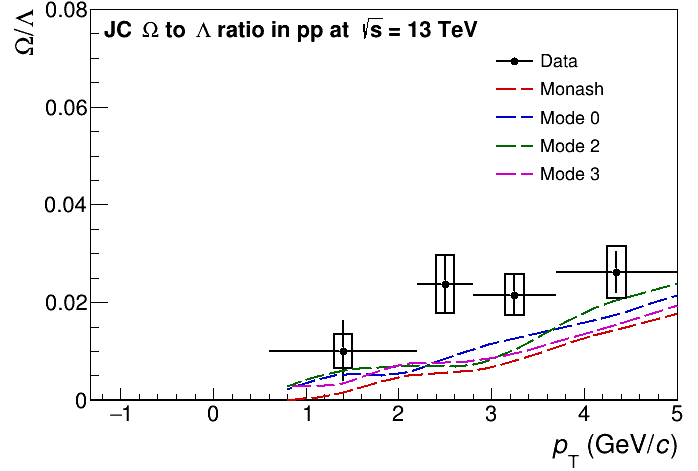 Ω/Λ
0.08
JC Ω to Λ ratio in pp at √s = 13 TeV
Data
Monash
Mode 0
Mode 2
Mode 3
0.06
0.04
0.02
0
−1 0 1 2 3 4 5
p_T (GeV/c)